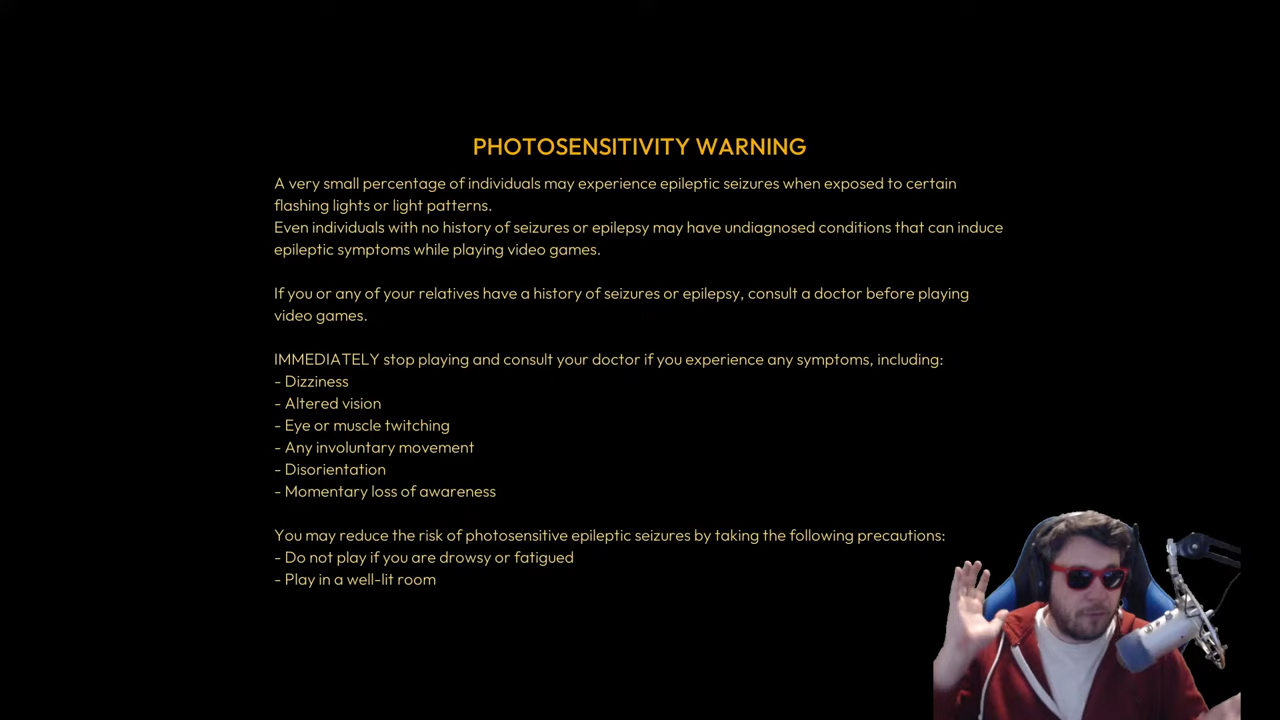 PHOTOSENSITIVITY WARNING
A very small percentage of individuals may experience epileptic seizures when exposed to certain
flashing lights or light patterns.
Even individuals with no history of seizures or epilepsy may have undiagnosed conditions that can induce
epileptic symptoms while playing video games.
If you or any of your relatives have a history of seizures or epilepsy, consult a doctor before playing
video games.
IMMEDIATELY stop playing and consult your doctor if you experience any symptoms, including:
- Dizziness
- Altered vision
- Eye or muscle twitching
- Any involuntary movement
- Disorientation
- Momentary loss of awareness
You may reduce the risk of photosensitive epileptic seizures by taking the following precautions:
- Do not play if you are drowsy or fatigued
- Play in a well-lit room